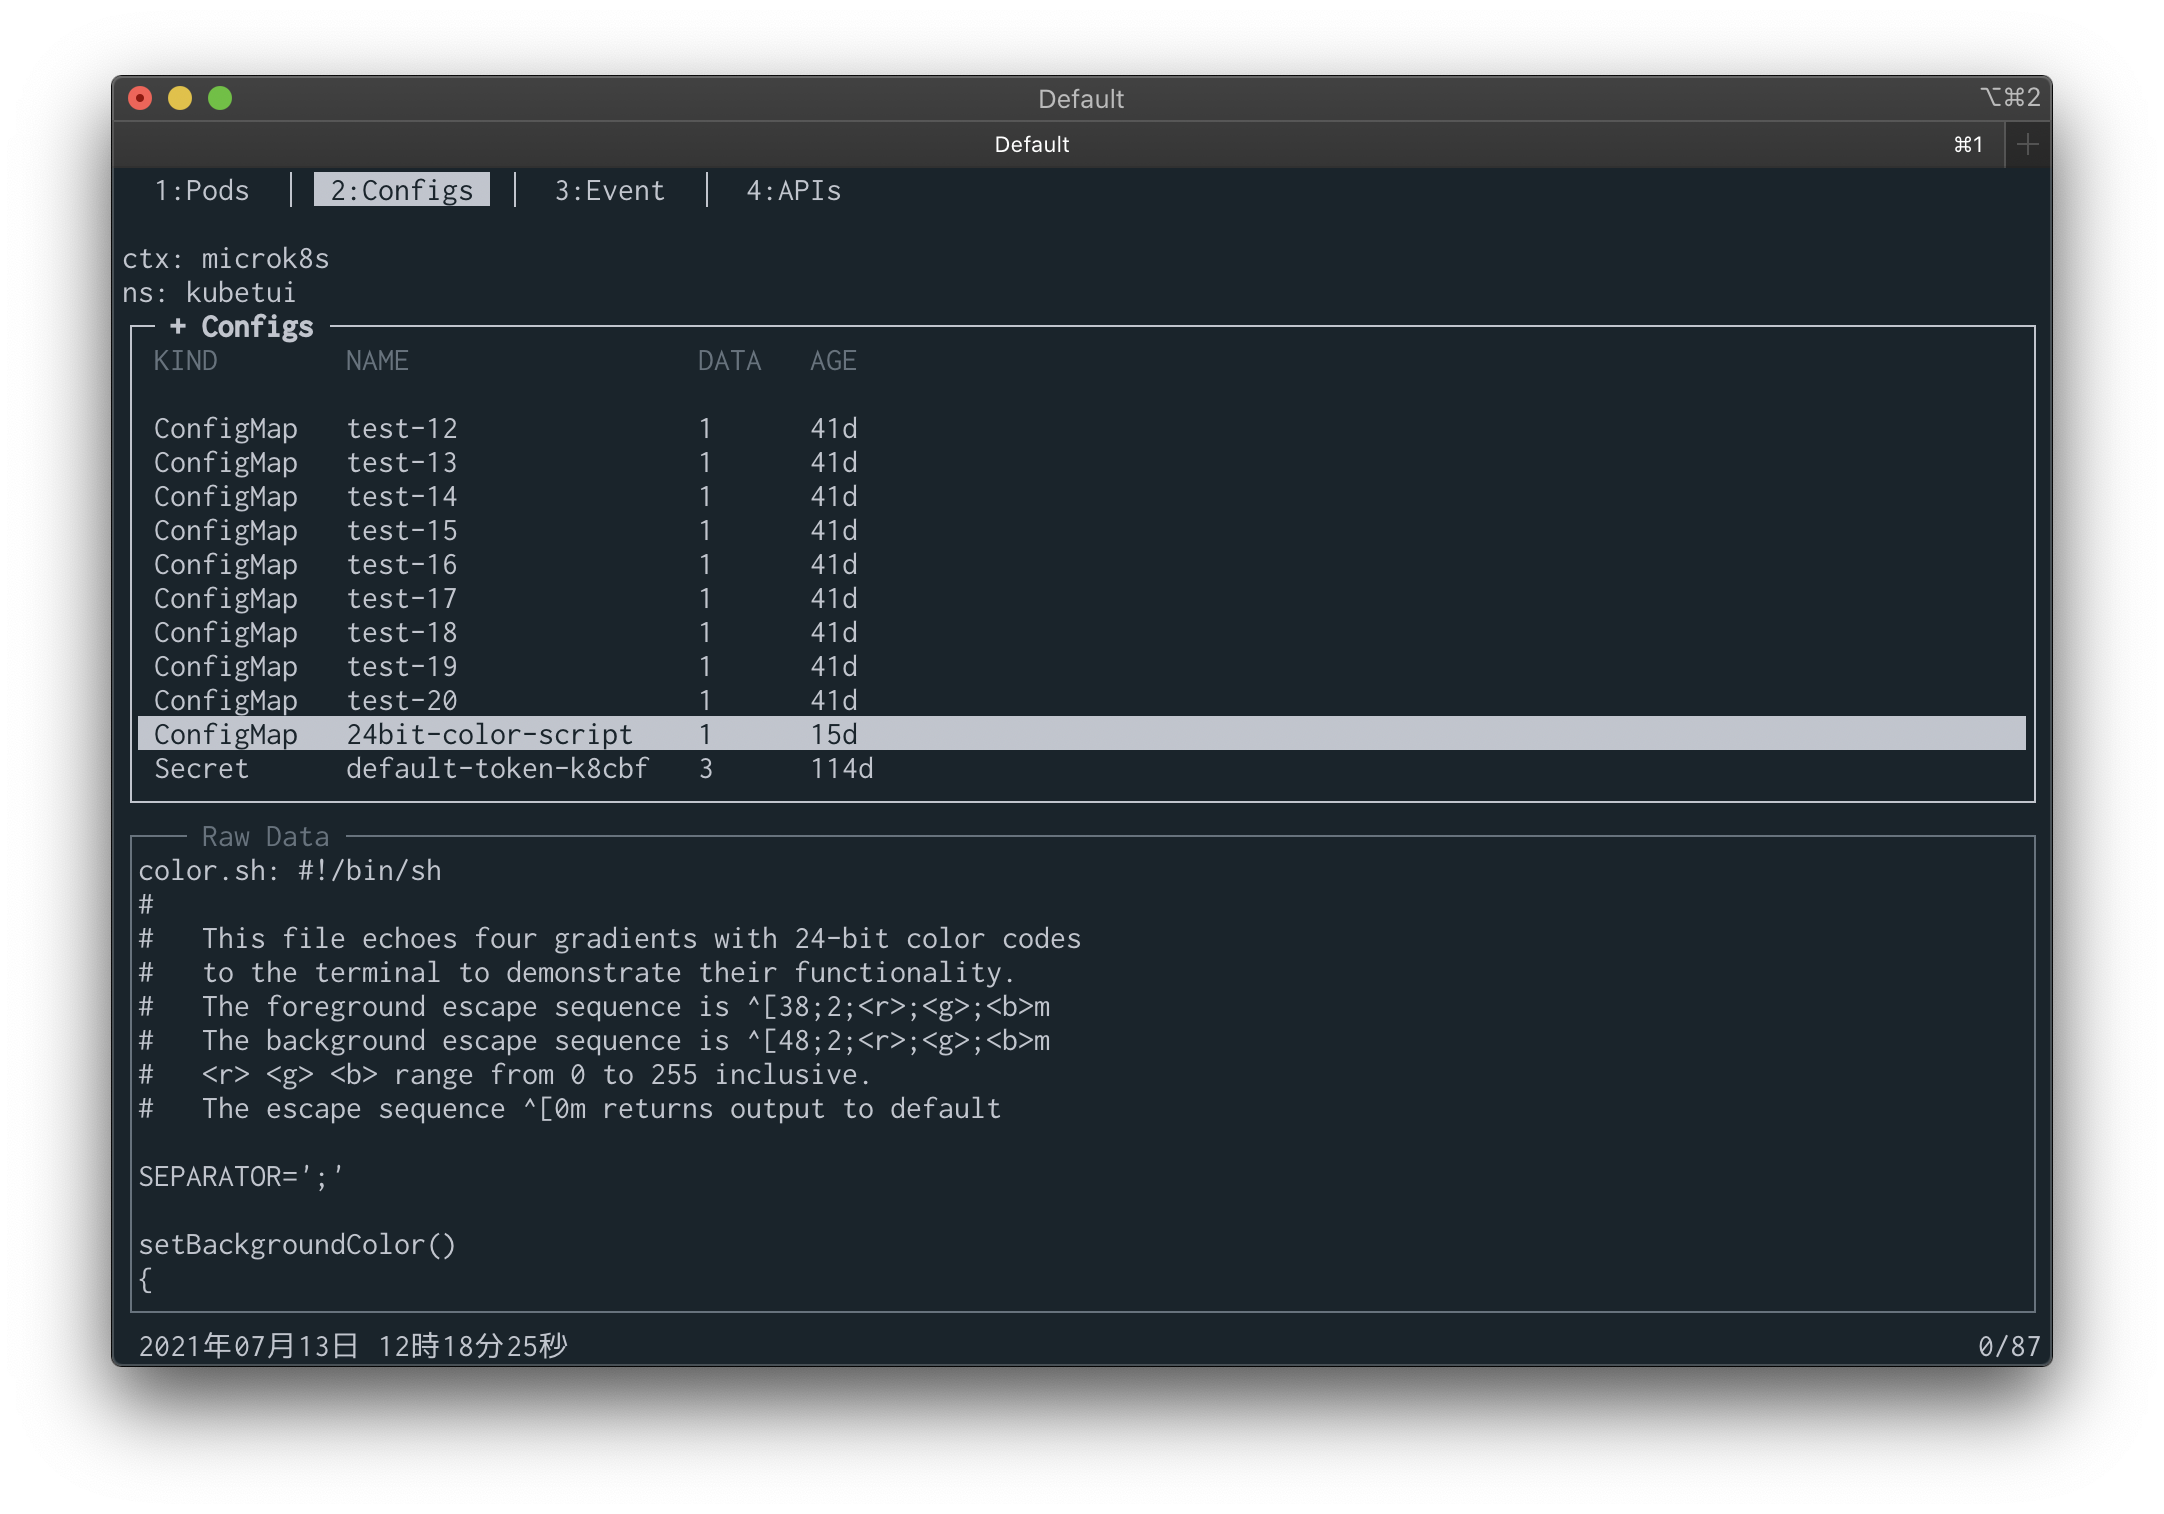 Default ⌥⌘2
Default ⌘1 +
1:Pods | 2:Configs | 3:Event | 4:APIs
ctx: microk8s
ns: kubetui
+ Configs
KIND NAME DATA AGE
ConfigMap test-12 1 41d
ConfigMap test-13 1 41d
ConfigMap test-14 1 41d
ConfigMap test-15 1 41d
ConfigMap test-16 1 41d
ConfigMap test-17 1 41d
ConfigMap test-18 1 41d
ConfigMap test-19 1 41d
ConfigMap test-20 1 41d
ConfigMap 24bit-color-script 1 15d
Secret default-token-k8cbf 3 114d
Raw Data
color.sh: #!/bin/sh
#
#   This file echoes four gradients with 24-bit color codes
#   to the terminal to demonstrate their functionality.
#   The foreground escape sequence is ^[38;2;<r>;<g>;<b>m
#   The background escape sequence is ^[48;2;<r>;<g>;<b>m
#   <r> <g> <b> range from 0 to 255 inclusive.
#   The escape sequence ^[0m returns output to default
SEPARATOR=';'
setBackgroundColor()
{
2021年07月13日 12時18分25秒 0/87